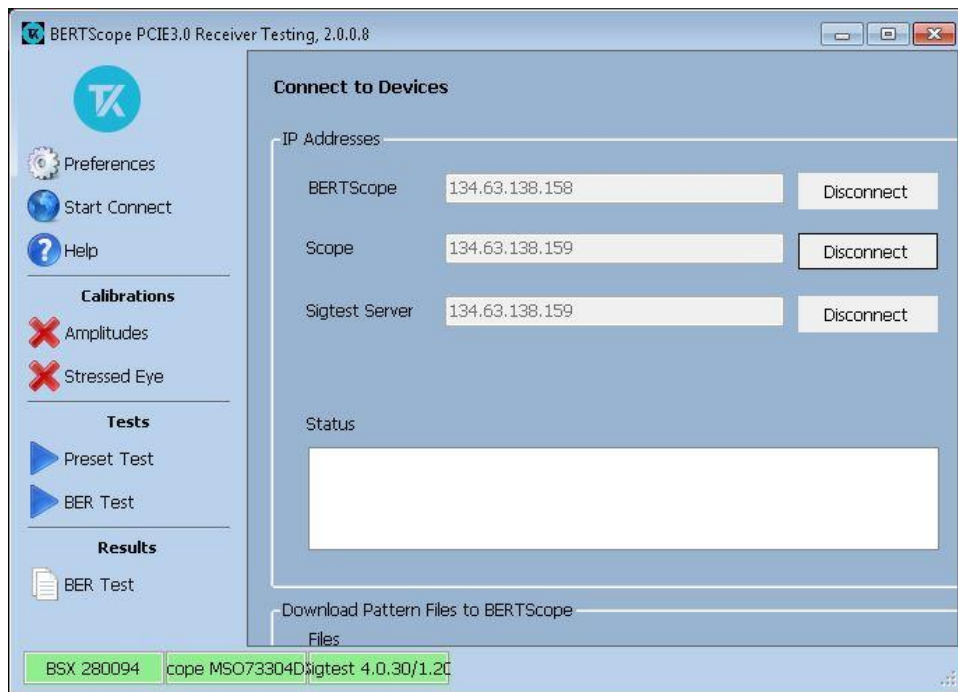 BERTScope PCIE3.0 Receiver Testing, 2.0.0.8
TK
Preferences
Start Connect
Help
Calibrations
Amplitudes
Stressed Eye
Tests
Preset Test
BER Test
Results
BER Test
Connect to Devices
IP Addresses
BERTScope 134.63.138.158 Disconnect
Scope 134.63.138.159 Disconnect
Sigtest Server 134.63.138.159 Disconnect
Status
Download Pattern Files to BERTScope
Files
BSX 280094 cope MSO73304D Sigtest 4.0.30/1.20